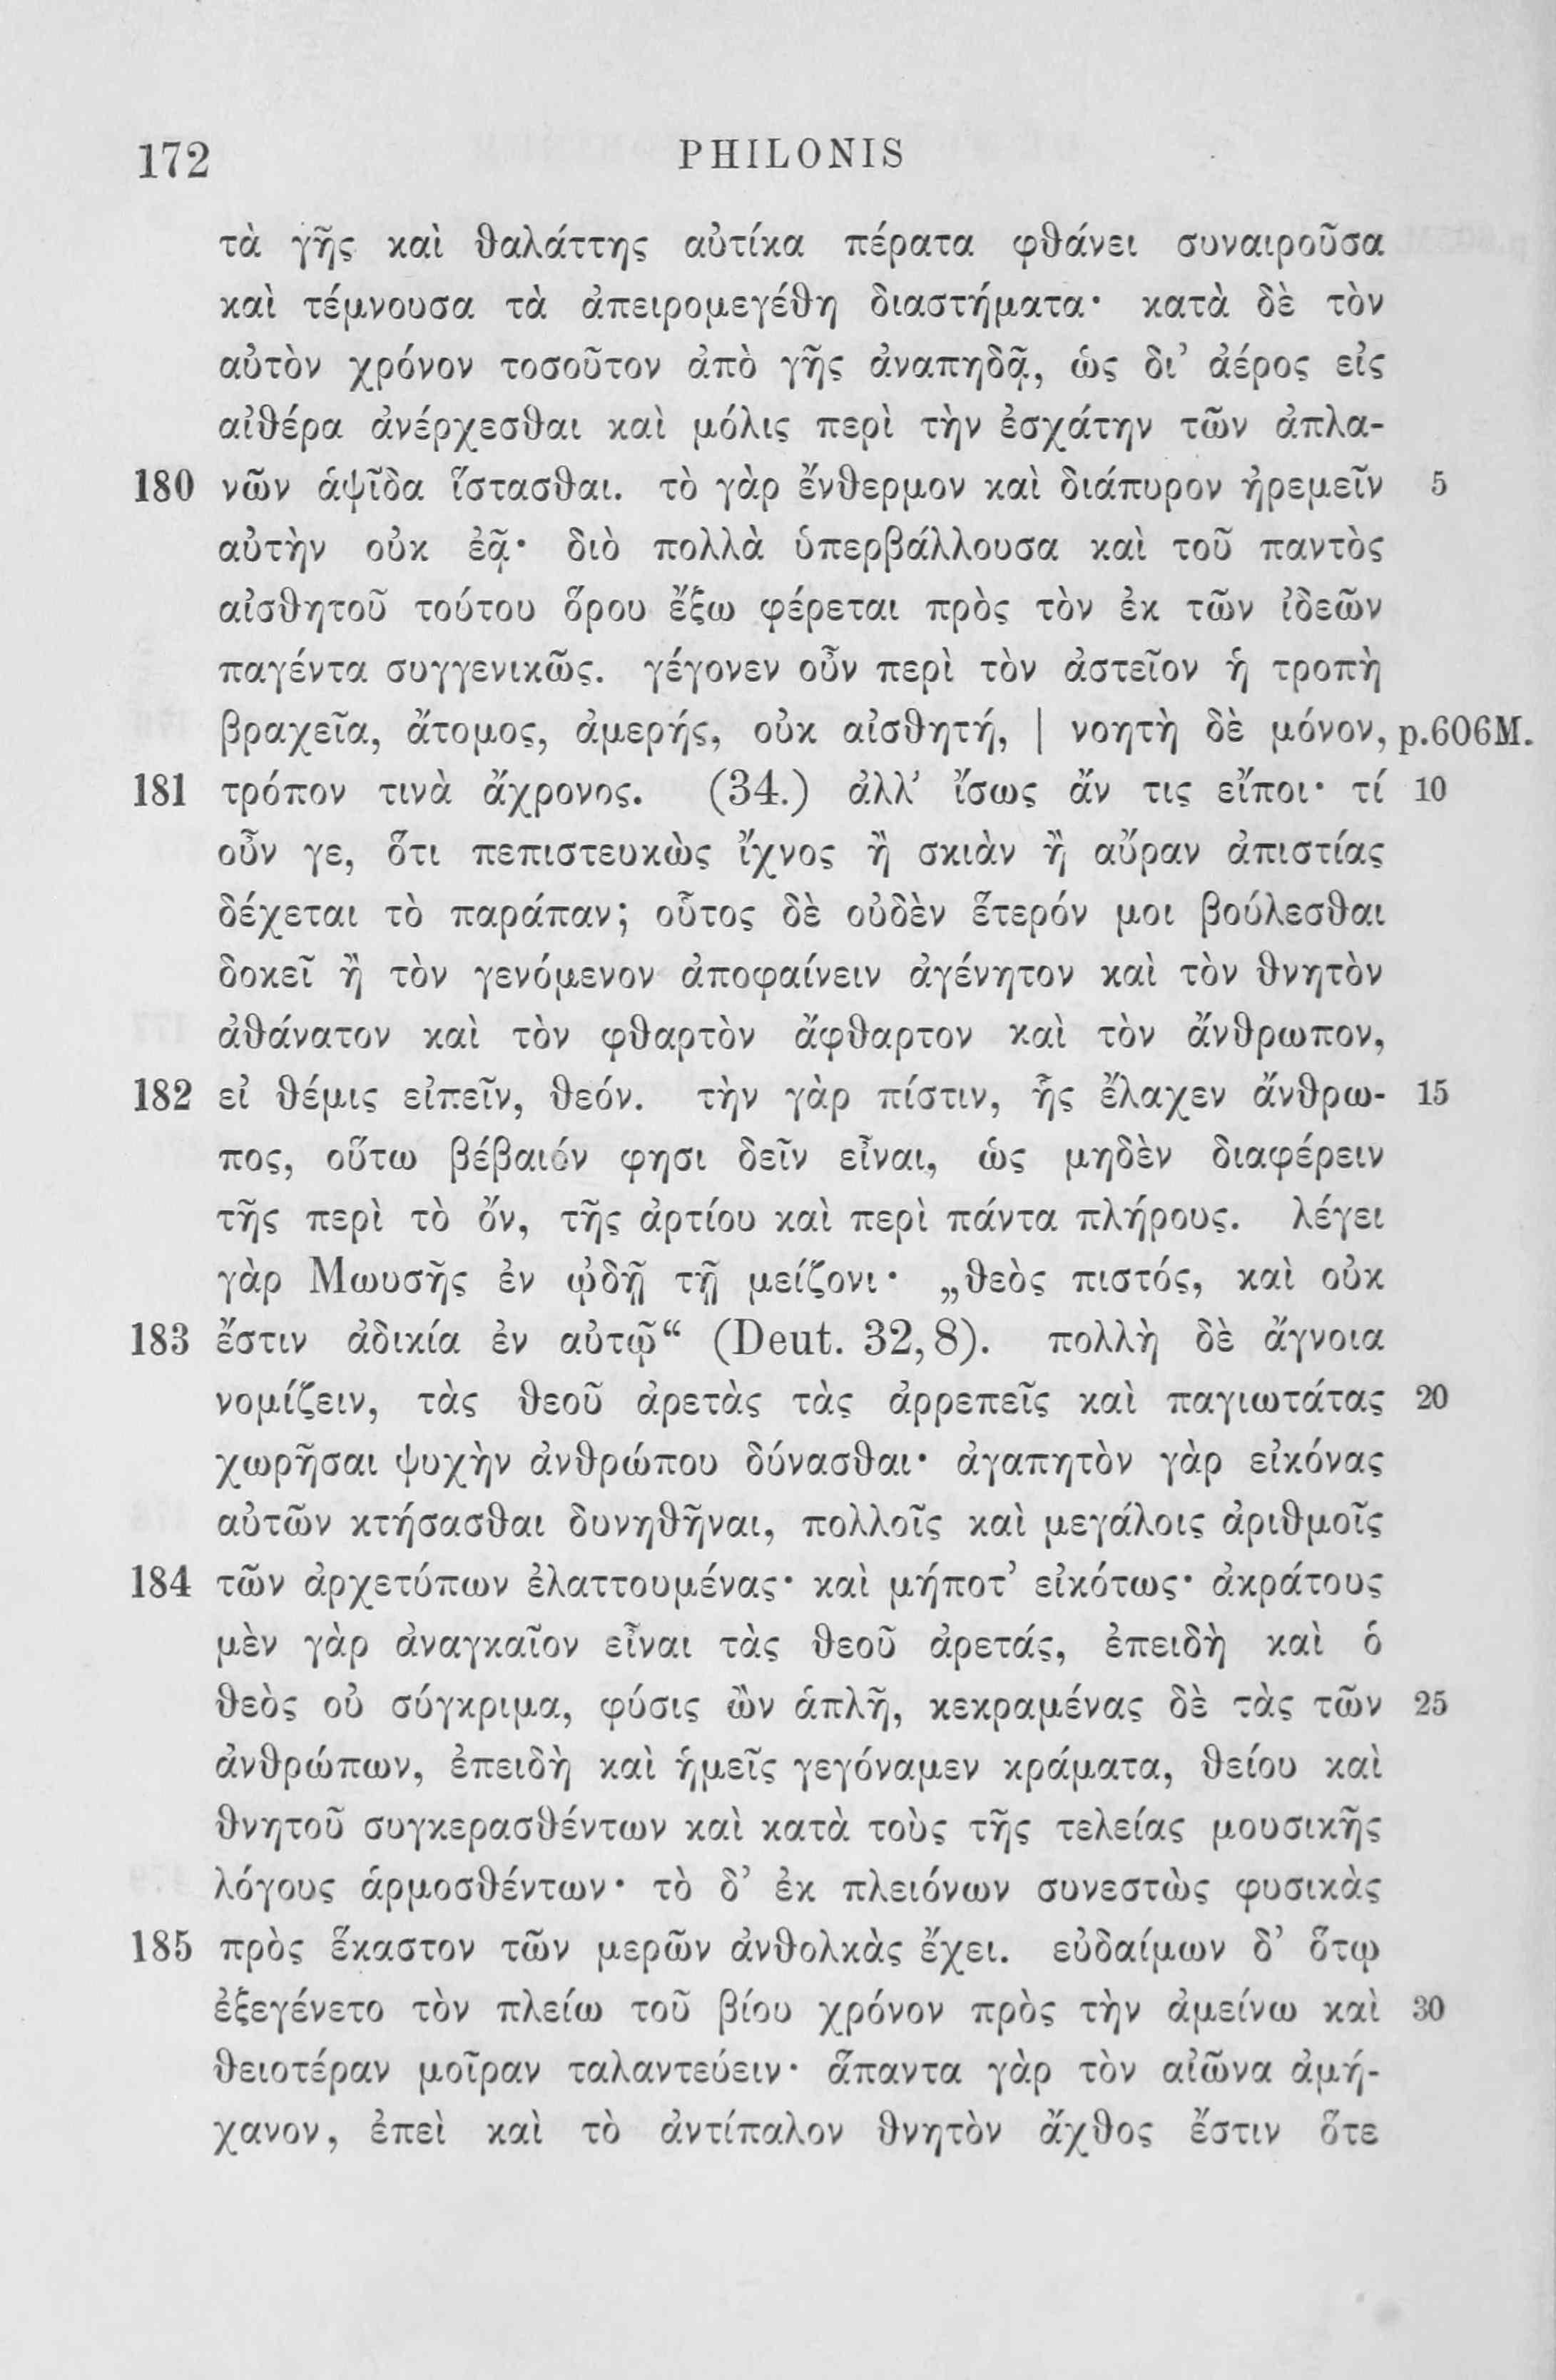 172 PHILONIS
τὰ γῆς καὶ θαλάττης αὐτίκα πέρατα φθάνει συναιροῦσα
καὶ τέμνουσα τὰ ἀπειρομεγέθη διαστήματα· κατὰ δὲ τὸν
αὐτὸν χρόνον τοσοῦτον ἀπὸ γῆς ἀναπηδᾷ, ὡς δι’ ἀέρος εἰς
αἰθέρα ἀνέρχεσθαι καὶ μόλις περὶ τὴν ἐσχάτην τῶν ἀπλα-
180 νῶν ἁψῖδα ἵστασθαι. τὸ γὰρ ἔνθερμον καὶ διάπυρον ἠρεμεῖν 5
αὐτὴν οὐκ ἐᾷ· διὸ πολλὰ ὑπερβάλλουσα καὶ τοῦ παντὸς
αἰσθητοῦ τούτου ὅρου ἔξω φέρεται πρὸς τὸν ἐκ τῶν ἰδεῶν
παγέντα συγγενικῶς. γέγονεν οὖν περὶ τὸν ἀστεῖον ἡ τροπὴ
βραχεῖα, ἄτομος, ἀμερής, οὐκ αἰσθητή, | νοητὴ δὲ μόνον, p.606M.
181 τρόπον τινὰ ἄχρονος. (34.) ἀλλ’ ἴσως ἄν τις εἴποι· τί 10
οὖν γε, ὅτι πεπιστευκὼς ἴχνος ἢ σκιὰν ἢ αὔραν ἀπιστίας
δέχεται τὸ παράπαν; οὗτος δὲ οὐδὲν ἕτερόν μοι βούλεσθαι
δοκεῖ ἢ τὸν γενόμενον ἀποφαίνειν ἀγένητον καὶ τὸν θνητὸν
ἀθάνατον καὶ τὸν φθαρτὸν ἄφθαρτον καὶ τὸν ἄνθρωπον,
182 εἰ θέμις εἰπεῖν, θεόν. τὴν γὰρ πίστιν, ἧς ἔλαχεν ἄνθρω- 15
πος, οὕτω βέβαιόν φησι δεῖν εἶναι, ὡς μηδὲν διαφέρειν
τῆς περὶ τὸ ὄν, τῆς ἀρτίου καὶ περὶ πάντα πλήρους. λέγει
γὰρ Μωυσῆς ἐν ᾠδῇ τῇ μείζονι· „θεὸς πιστός, καὶ οὐκ
183 ἔστιν ἀδικία ἐν αὐτῷ“ (Deut. 32,8). πολλὴ δὲ ἄγνοια
νομίζειν, τὰς θεοῦ ἀρετὰς τὰς ἀρρεπεῖς καὶ παγιωτάτας 20
χωρῆσαι ψυχὴν ἀνθρώπου δύνασθαι· ἀγαπητὸν γὰρ εἰκόνας
αὐτῶν κτήσασθαι δυνηθῆναι, πολλοῖς καὶ μεγάλοις ἀριθμοῖς
184 τῶν ἀρχετύπων ἐλαττουμένας· καὶ μήποτ’ εἰκότως· ἀκράτους
μὲν γὰρ ἀναγκαῖον εἶναι τὰς θεοῦ ἀρετάς, ἐπειδὴ καὶ ὁ
θεὸς οὐ σύγκριμα, φύσις ὢν ἁπλῆ, κεκραμένας δὲ τὰς τῶν 25
ἀνθρώπων, ἐπειδὴ καὶ ἡμεῖς γεγόναμεν κράματα, θείου καὶ
θνητοῦ συγκερασθέντων καὶ κατὰ τοὺς τῆς τελείας μουσικῆς
λόγους ἁρμοσθέντων· τὸ δ’ ἐκ πλειόνων συνεστὼς φυσικὰς
185 πρὸς ἕκαστον τῶν μερῶν ἀνθολκὰς ἔχει. εὐδαίμων δ’ ὅτῳ
ἐξεγένετο τὸν πλείω τοῦ βίου χρόνον πρὸς τὴν ἀμείνω καὶ 30
θειοτέραν μοῖραν ταλαντεύειν· ἅπαντα γὰρ τὸν αἰῶνα ἀμή-
χανον, ἐπεὶ καὶ τὸ ἀντίπαλον θνητὸν ἄχθος ἔστιν ὅτε